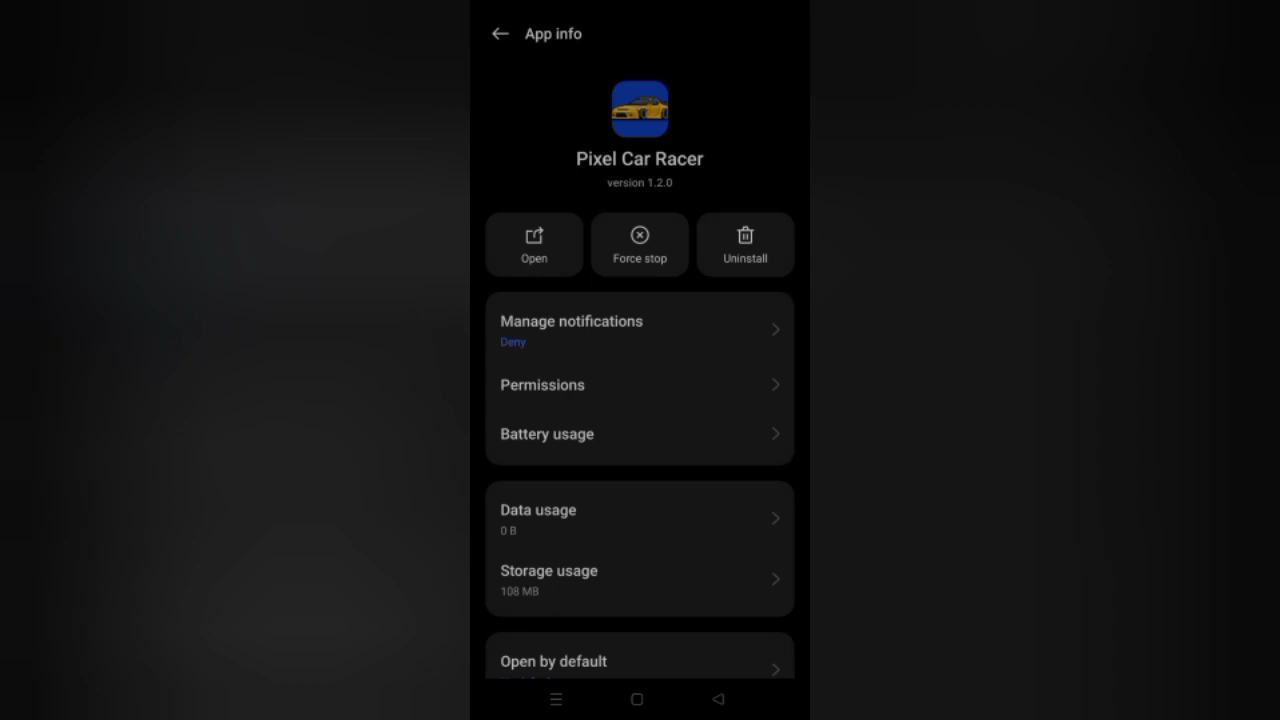 App info
Pixel Car Racer
version 1.2.0
Open
Force stop
Uninstall
Manage notifications
Deny
Permissions
Battery usage
Data usage
0 B
Storage usage
108 MB
Open by default